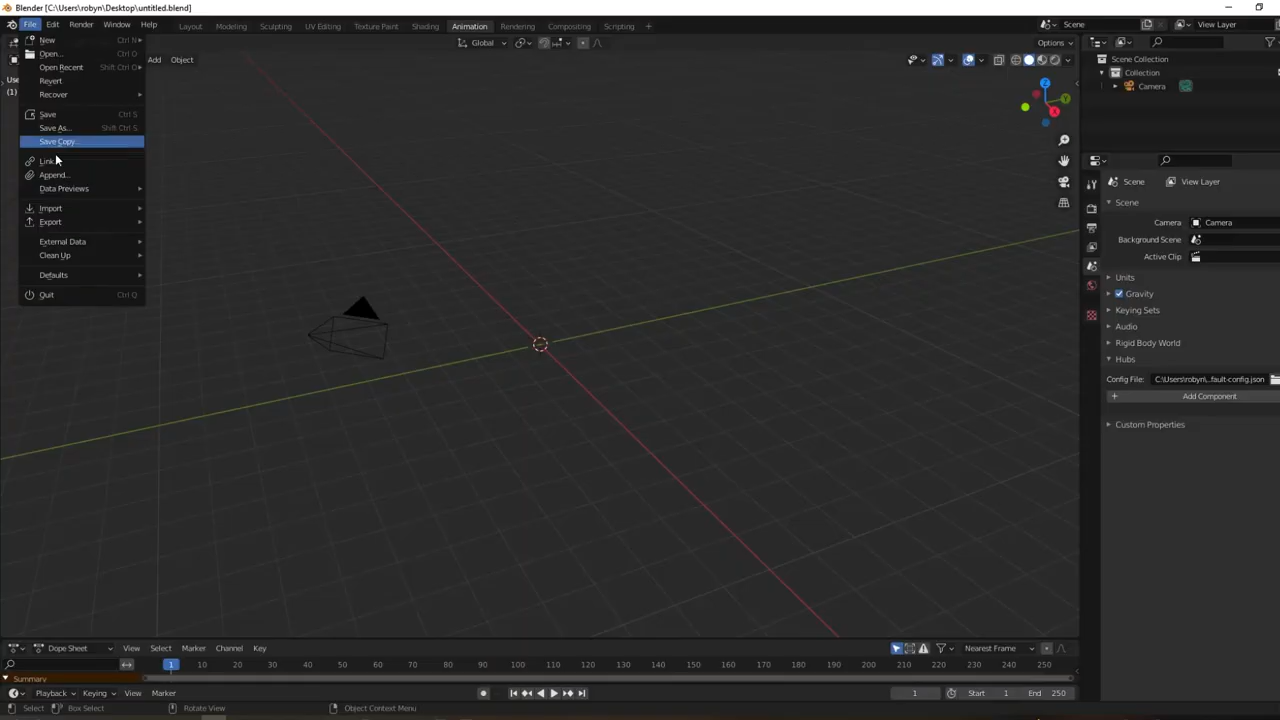 Blender [C:\Users\robyn\Desktop\untitled.blend]
File Edit Render Window Help Layout Modeling Sculpting UV Editing Texture Paint Shading Animation Rendering Compositing Scripting + Scene View Layer
New Ctrl N
Open... Ctrl O
Open Recent Shift Ctrl O
Revert
Recover
Save Ctrl S
Save As... Shift Ctrl S
Save Copy...
Link...
Append...
Data Previews
Import
Export
External Data
Clean Up
Defaults
Quit Ctrl Q
Global
Options
Add Object
Use
(1)
Z
Y
X
Scene Collection
Collection
Camera
Scene View Layer
Scene
Camera Camera
Background Scene
Active Clip
Units
Gravity
Keying Sets
Audio
Rigid Body World
Hubs
Config File: C:\Users\robyn\..fault-config.json
+ Add Component
Custom Properties
Dope Sheet View Select Marker Channel Key Nearest Frame
1 10 20 30 40 50 60 70 80 90 100 110 120 130 140 150 160 170 180 190 200 210 220 230 240 250
Summary
Playback Keying View Marker 1 Start 1 End 250
Select Box Select Rotate View Object Context Menu